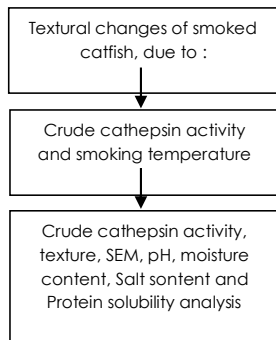 Textural changes of smoked
catfish, due to :
Crude cathepsin activity
and smoking temperature
Crude cathepsin activity,
texture, SEM, pH, moisture
content, Salt sontent and
Protein solubility analysis